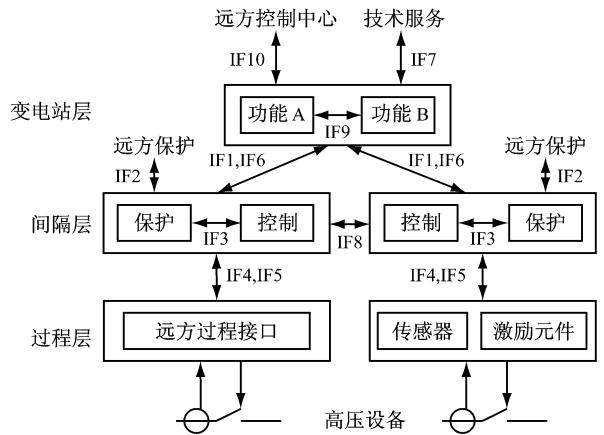 远方控制中心 技术服务
IF10 IF7
变电站层
功能A 功能B
IF9
远方保护 IF1,IF6 IF1,IF6 远方保护
IF2 IF2
间隔层
保护 控制 控制 保护
IF3 IF8 IF3
IF4,IF5 IF4,IF5
过程层
远方过程接口 传感器 激励元件
高压设备